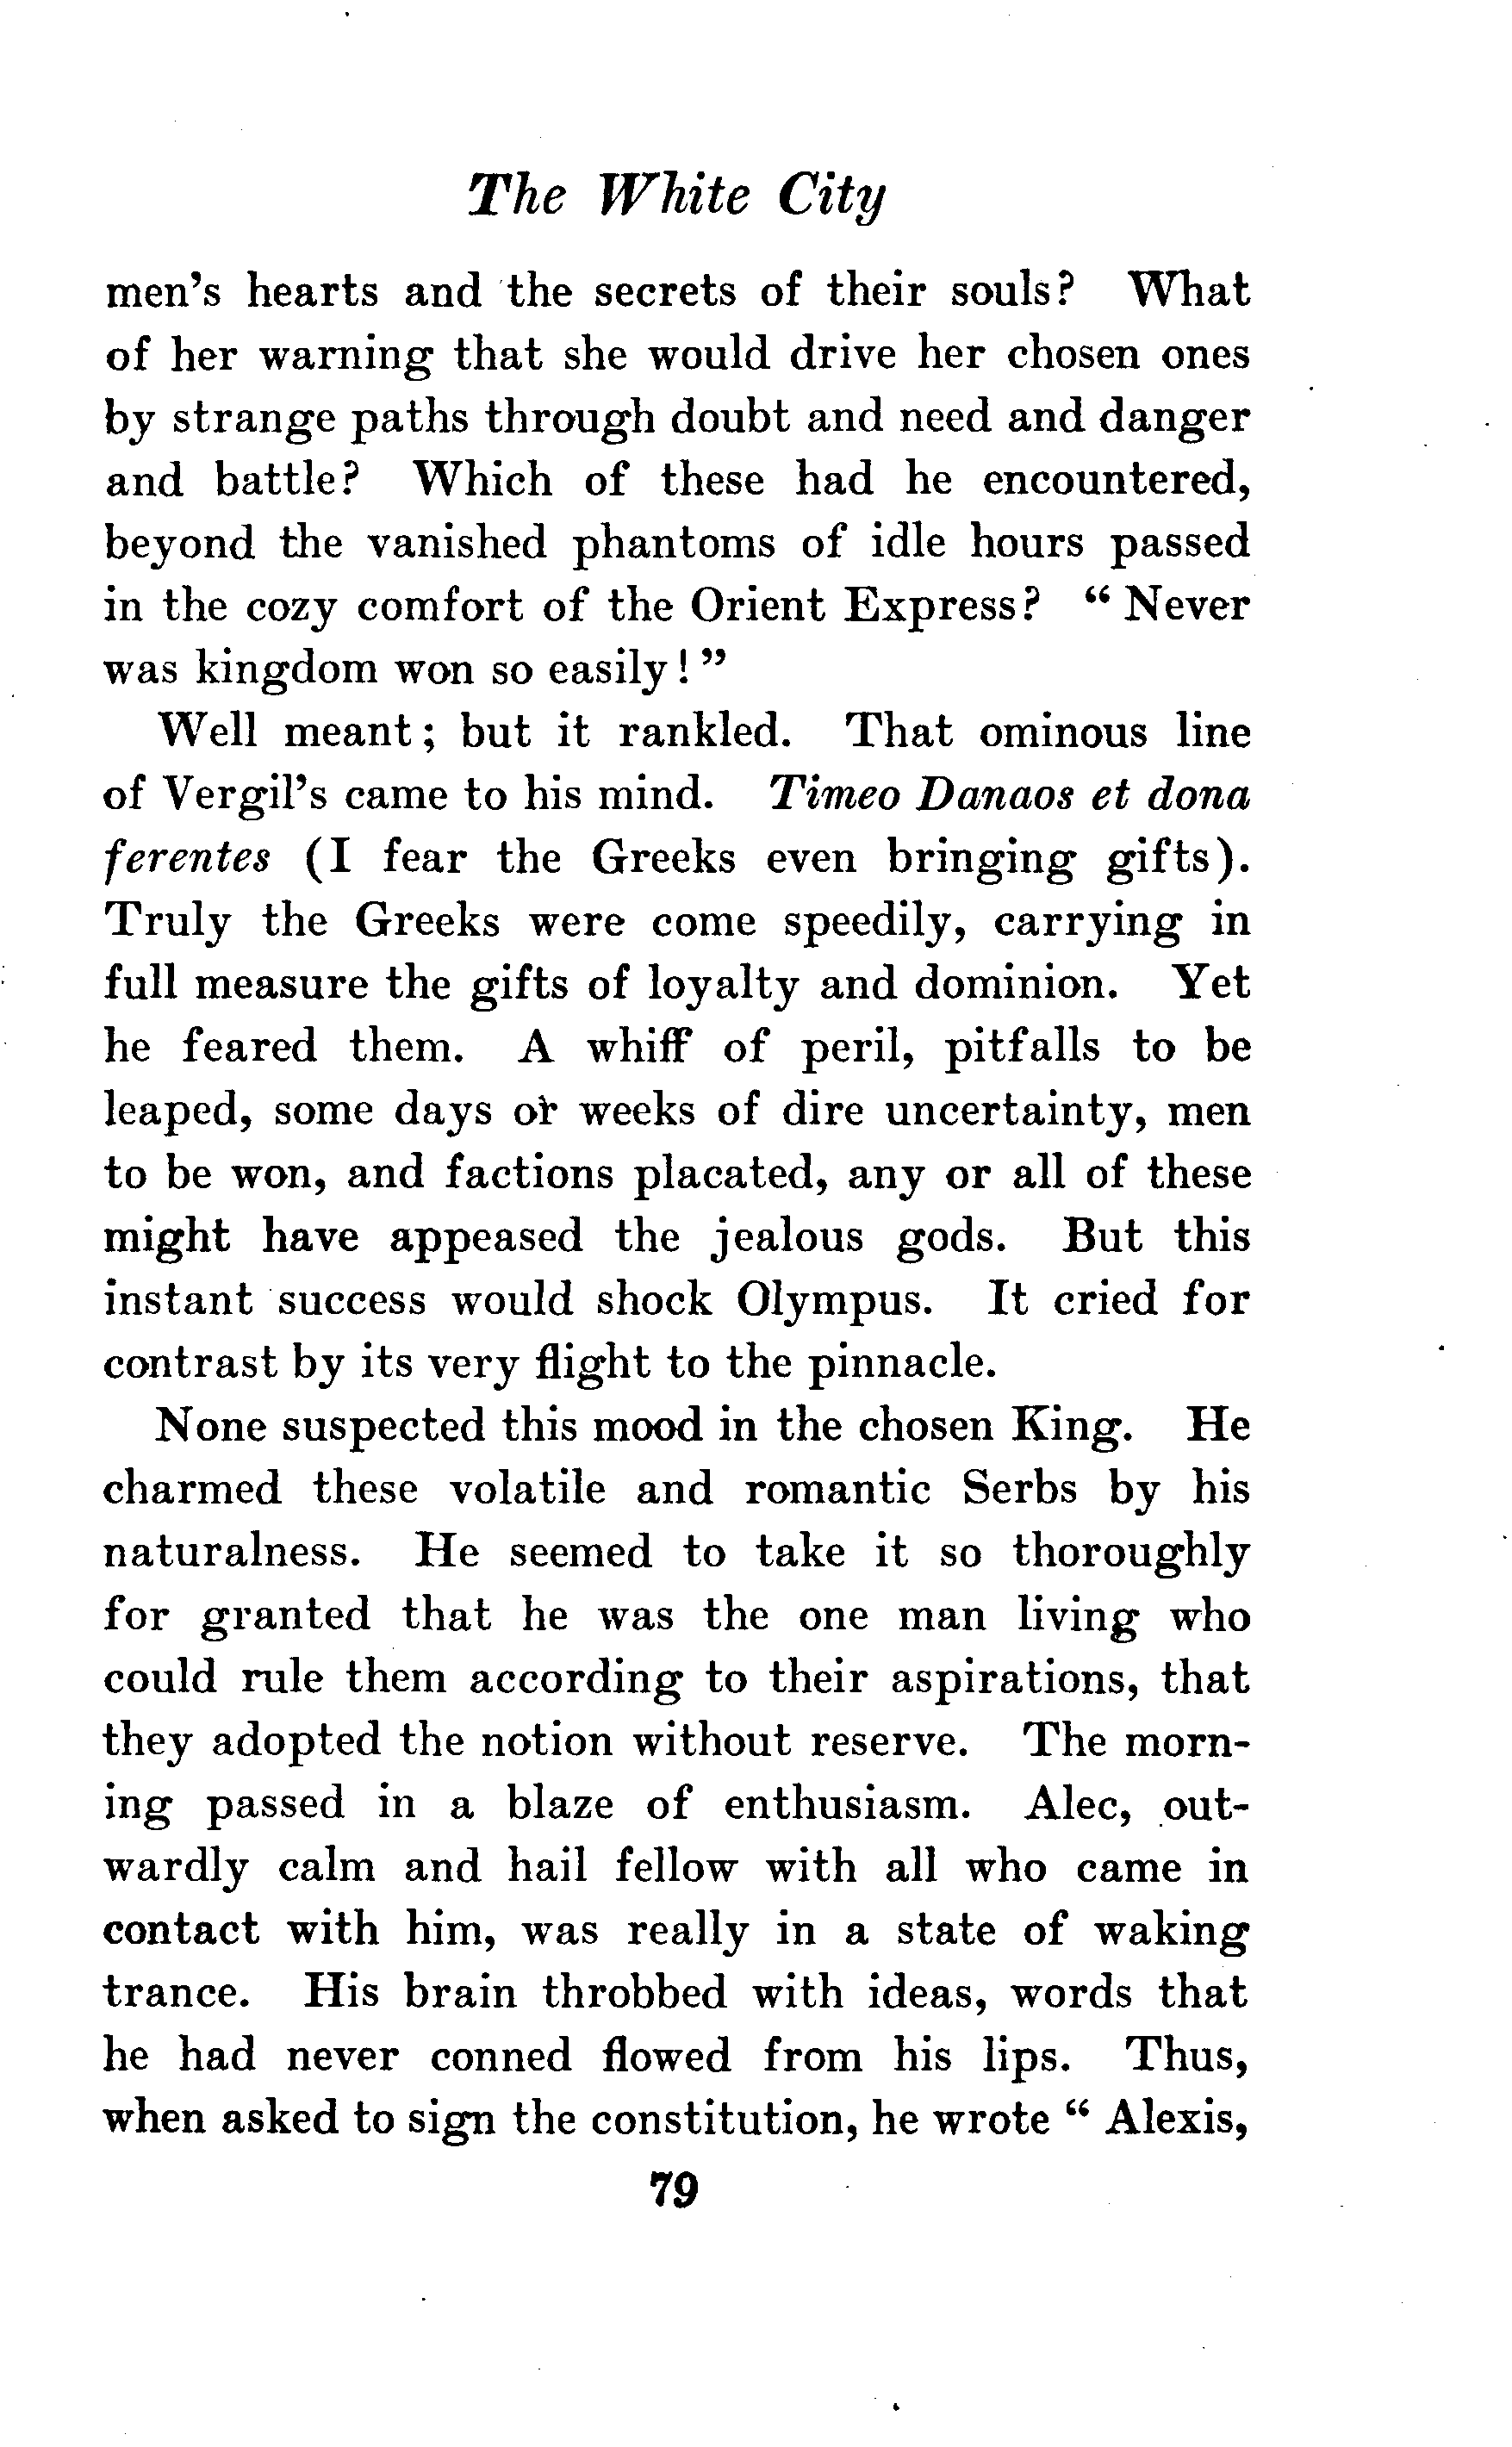 The White City
men's hearts and the secrets of their souls? What
of her warning that she would drive her chosen ones
by strange paths through doubt and need and danger
and battle? Which of these had he encountered,
beyond the vanished phantoms of idle hours passed
in the cozy comfort of the Orient Express? “ Never
was kingdom won so easily ! ”
Well meant ; but it rankled. That ominous line
of Vergil's came to his mind. Timeo Danaos et dona
ferentes (I fear the Greeks even bringing gifts).
Truly the Greeks were come speedily, carrying in
full measure the gifts of loyalty and dominion. Yet
he feared them. A whiff of peril, pitfalls to be
leaped, some days or weeks of dire uncertainty, men
to be won, and factions placated, any or all of these
might have appeased the jealous gods. But this
instant success would shock Olympus. It cried for
contrast by its very flight to the pinnacle.
None suspected this mood in the chosen King. He
charmed these volatile and romantic Serbs by his
naturalness. He seemed to take it so thoroughly
for granted that he was the one man living who
could rule them according to their aspirations, that
they adopted the notion without reserve. The morn-
ing passed in a blaze of enthusiasm. Alec, out-
wardly calm and hail fellow with all who came in
contact with him, was really in a state of waking
trance. His brain throbbed with ideas, words that
he had never conned flowed from his lips. Thus,
when asked to sign the constitution, he wrote “ Alexis,
79